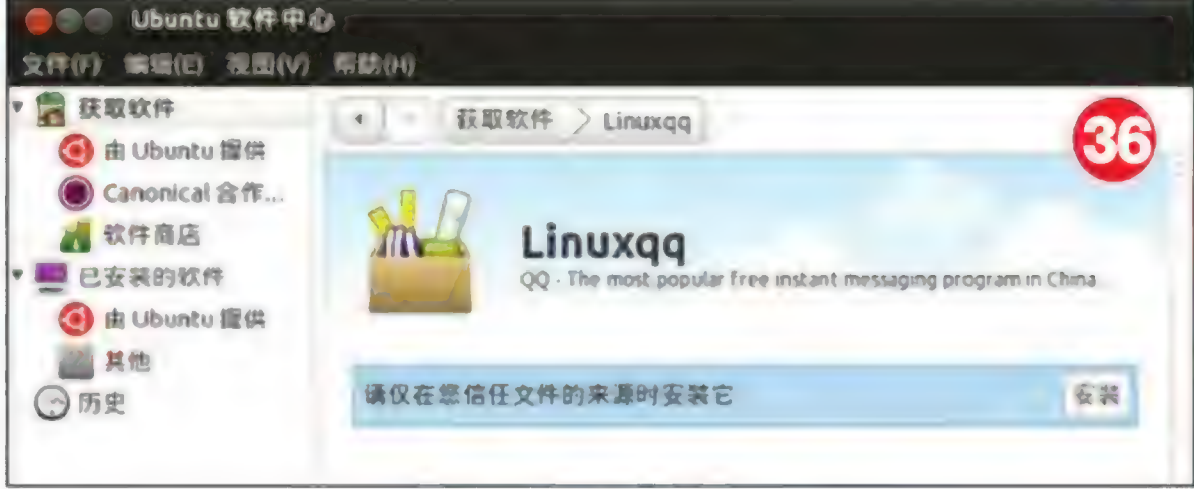 Ubuntu 软件中心
文件(F) 编辑(E) 视图(V) 帮助(H)
获取软件
由 Ubuntu 提供
Canonical 合作...
软件商店
已安装的软件
由 Ubuntu 提供
其他
历史
获取软件 Linuxqq
36
Linuxqq
QQ - The most popular free instant messaging program in China
请仅在您信任文件的来源时安装它
安装